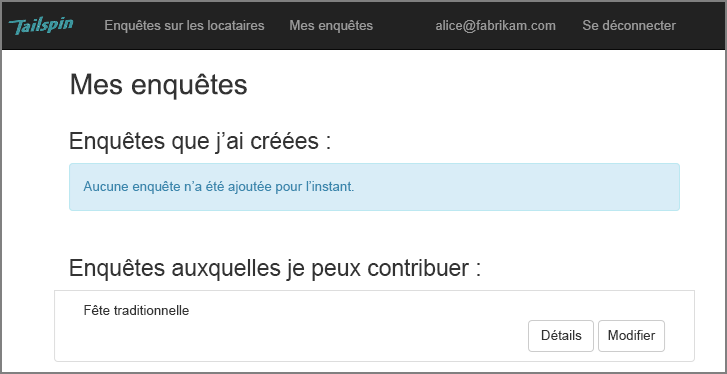 Tailspin Enquêtes sur les locataires Mes enquêtes alice@fabrikam.com Se déconnecter
Mes enquêtes
Enquêtes que j’ai créées :
Aucune enquête n’a été ajoutée pour l’instant.
Enquêtes auxquelles je peux contribuer :
Fête traditionnelle
Détails Modifier